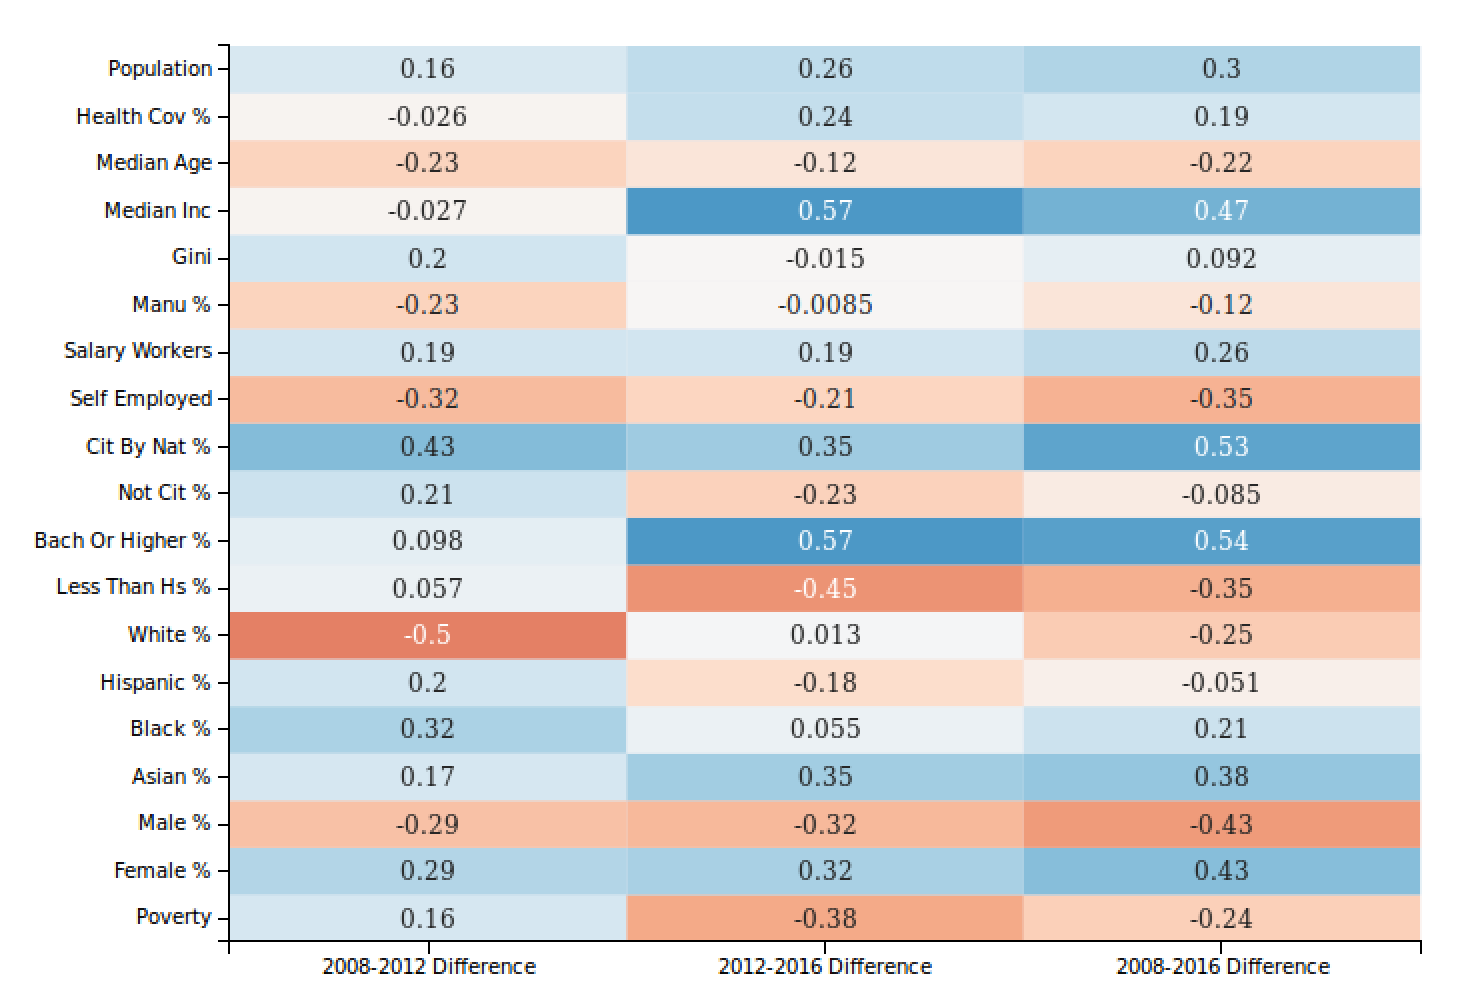 Population 0.16 0.26 0.3
Health Cov % -0.026 0.24 0.19
Median Age -0.23 -0.12 -0.22
Median Inc -0.027 0.57 0.47
Gini 0.2 -0.015 0.092
Manu % -0.23 -0.0085 -0.12
Salary Workers 0.19 0.19 0.26
Self Employed -0.32 -0.21 -0.35
Cit By Nat % 0.43 0.35 0.53
Not Cit % 0.21 -0.23 -0.085
Bach Or Higher % 0.098 0.57 0.54
Less Than Hs % 0.057 -0.45 -0.35
White % -0.5 0.013 -0.25
Hispanic % 0.2 -0.18 -0.051
Black % 0.32 0.055 0.21
Asian % 0.17 0.35 0.38
Male % -0.29 -0.32 -0.43
Female % 0.29 0.32 0.43
Poverty 0.16 -0.38 -0.24
2008-2012 Difference 2012-2016 Difference 2008-2016 Difference